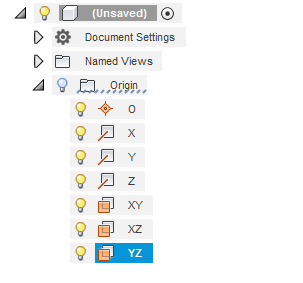 (Unsaved)
Document Settings
Named Views
Origin
O
X
Y
Z
XY
XZ
YZ